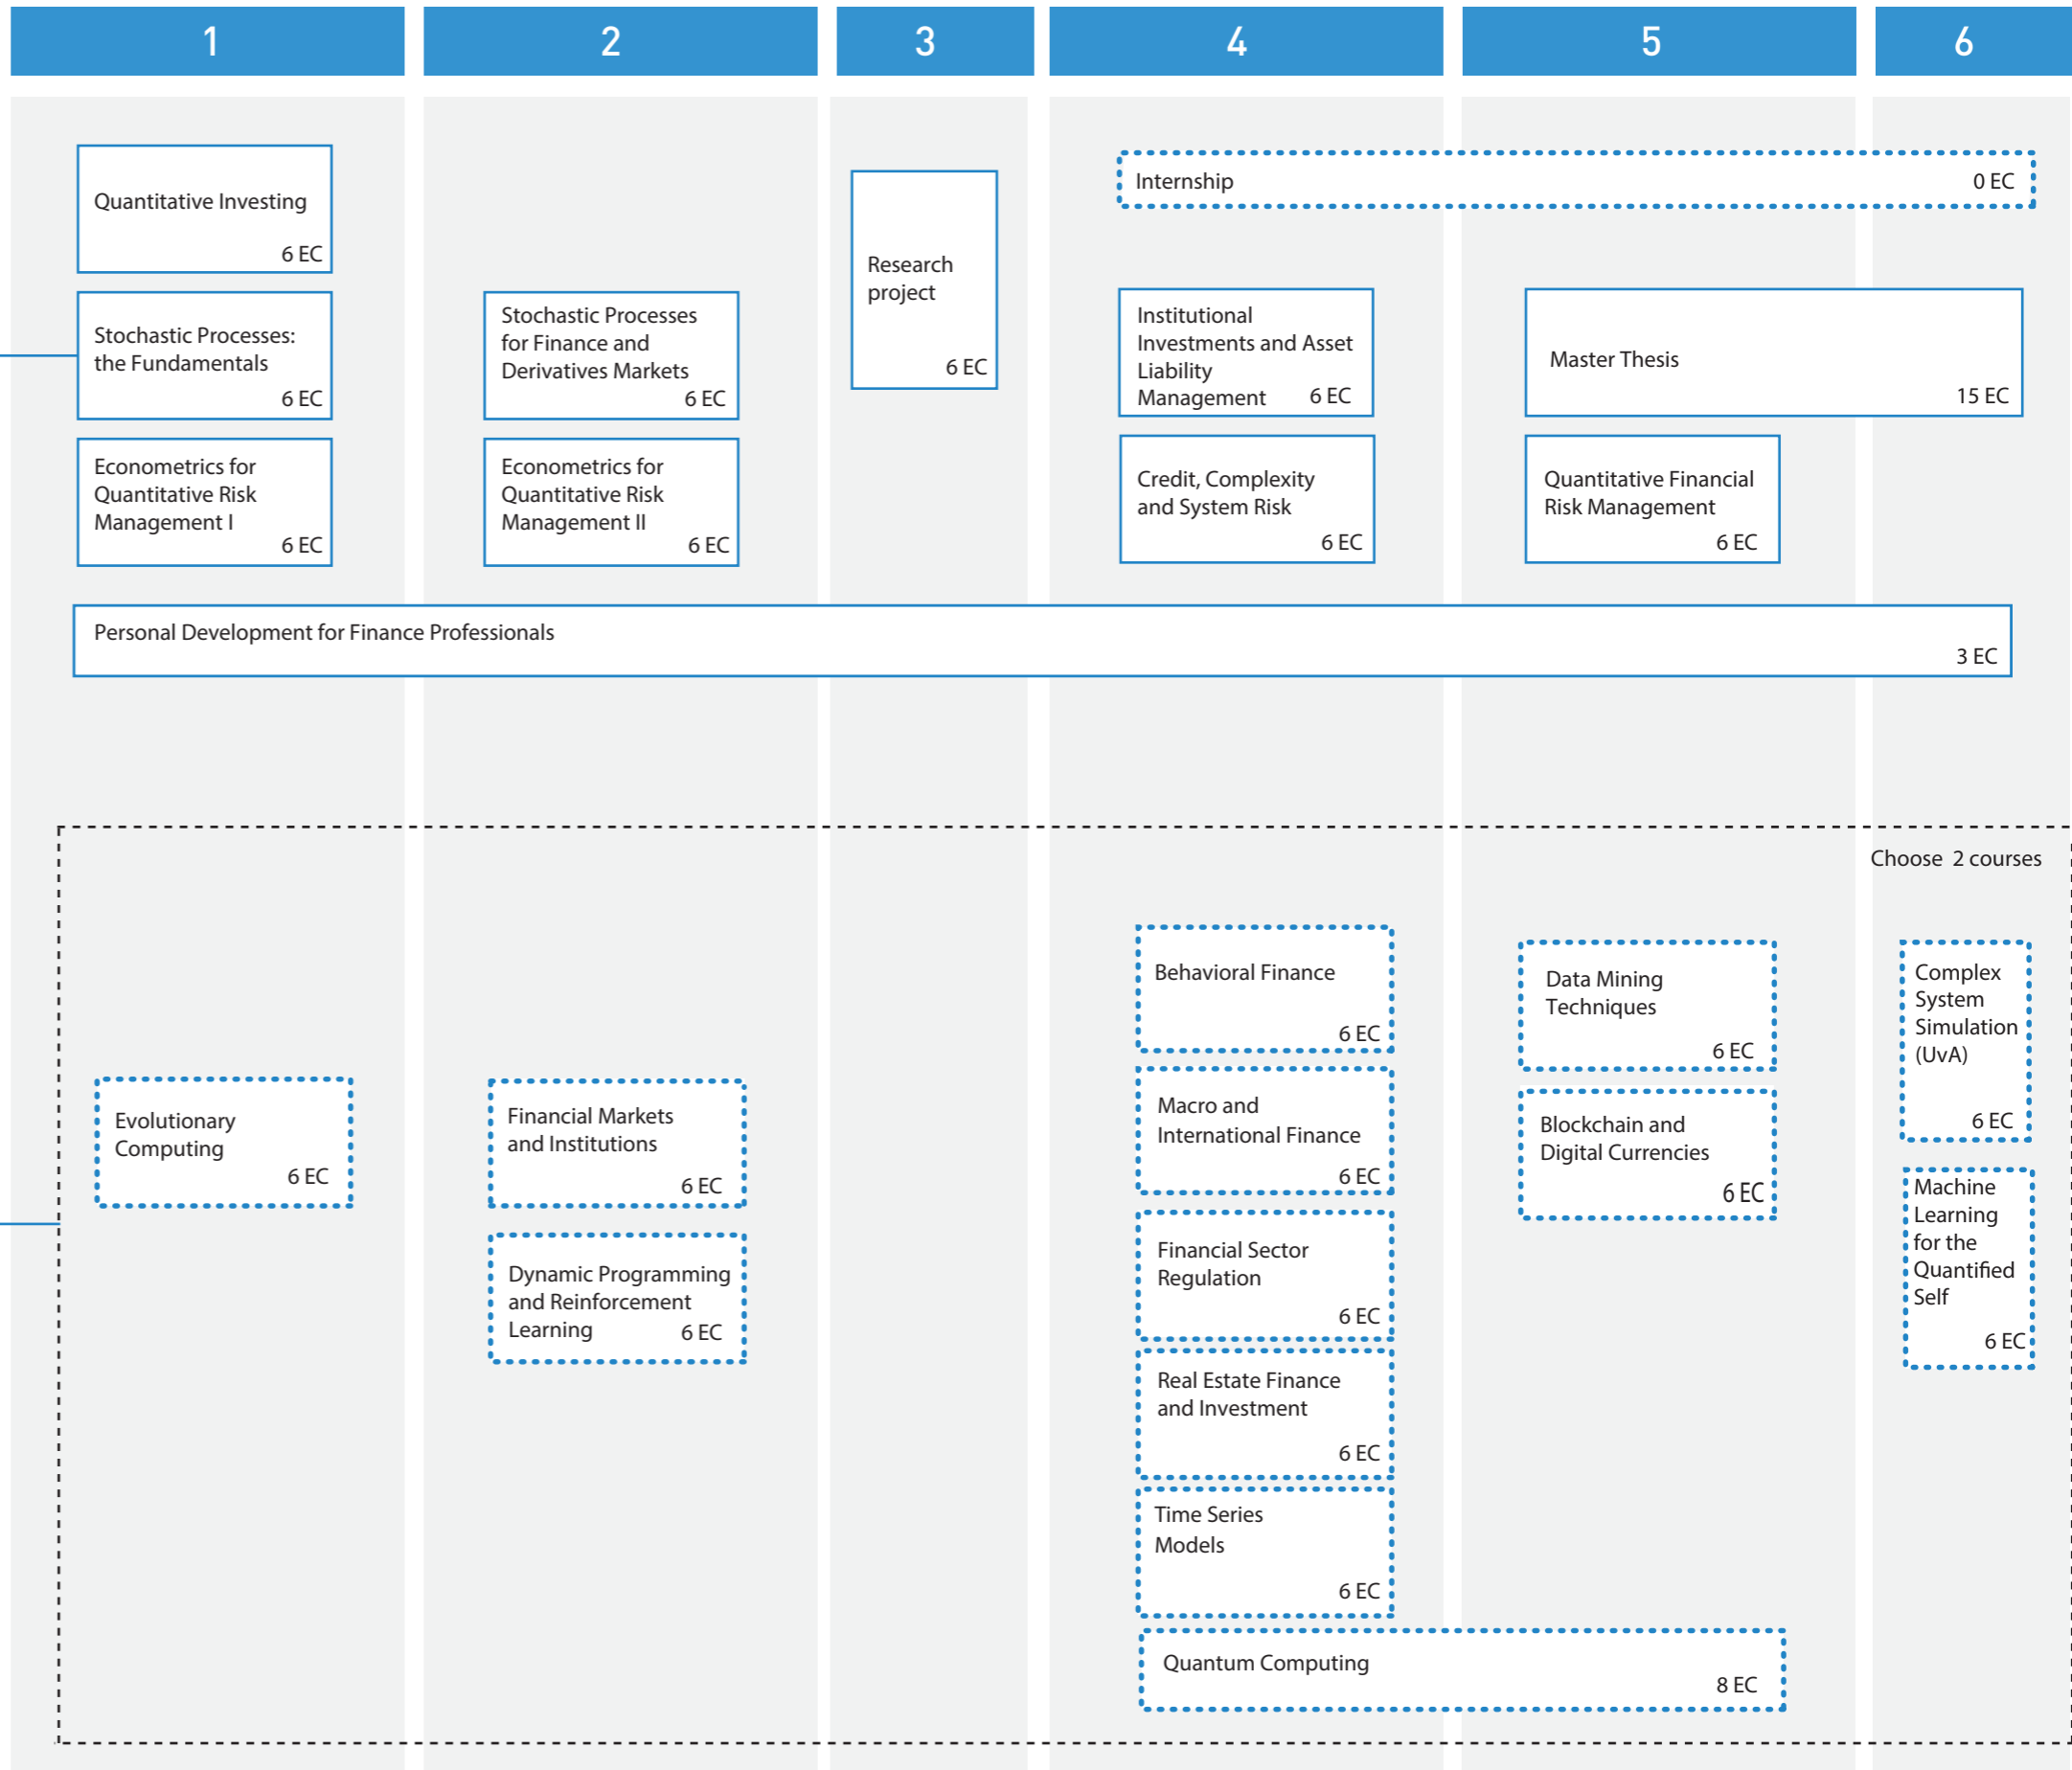 1
2
3
4
5
6
Quantitative Investing
6 EC
Stochastic Processes:
the Fundamentals
6 EC
Econometrics for
Quantitative Risk
Management I
6 EC
Stochastic Processes
for Finance and
Derivatives Markets
6 EC
Econometrics for
Quantitative Risk
Management II
6 EC
Research
project
6 EC
Internship
0 EC
Institutional
Investments and Asset
Liability
Management 6 EC
Credit, Complexity
and System Risk
6 EC
Master Thesis
15 EC
Quantitative Financial
Risk Management
6 EC
Personal Development for Finance Professionals
3 EC
Choose 2 courses
Evolutionary
Computing
6 EC
Financial Markets
and Institutions
6 EC
Dynamic Programming
and Reinforcement
Learning 6 EC
Behavioral Finance
6 EC
Macro and
International Finance
6 EC
Financial Sector
Regulation
6 EC
Real Estate Finance
and Investment
6 EC
Time Series
Models
6 EC
Quantum Computing
8 EC
Data Mining
Techniques
6 EC
Blockchain and
Digital Currencies
6 EC
Complex
System
Simulation
(UvA)
6 EC
Machine
Learning
for the
Quantified
Self
6 EC